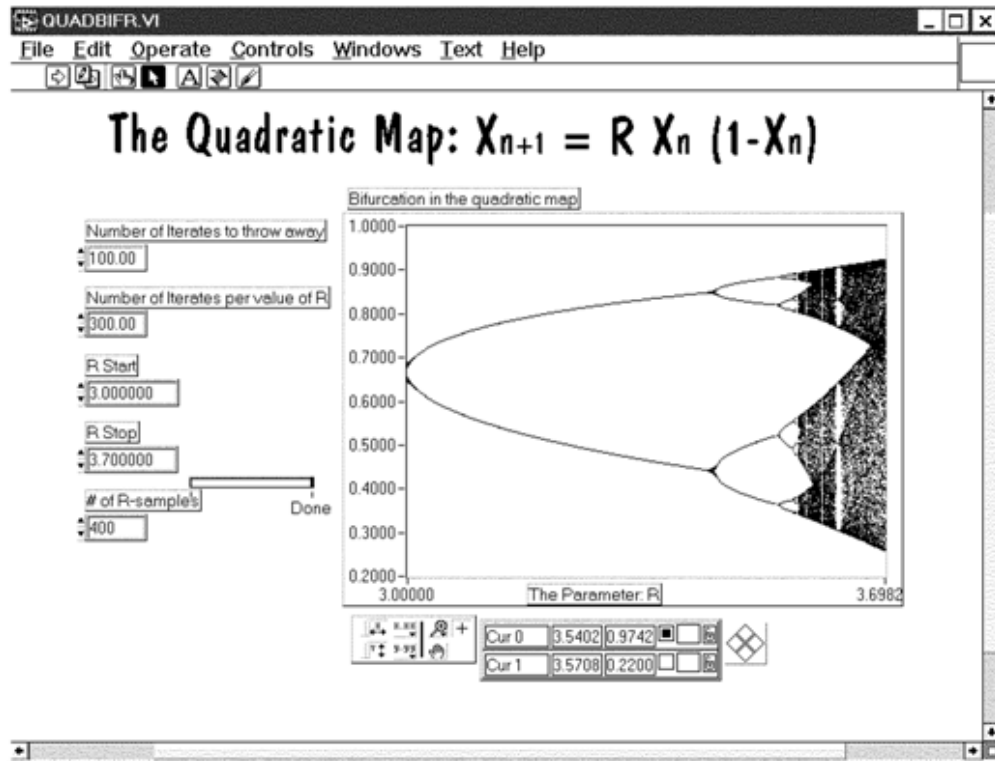 QUADBIFR.VI
File Edit Operate Controls Windows Text Help
The Quadratic Map: Xn+1 = R Xn (1-Xn)
Bifurcation in the quadratic map
Number of Iterates to throw away
100.00
Number of Iterates per value of R
300.00
R Start
3.000000
R Stop
3.700000
# of R-sample's
400
Done
1.0000
0.9000
0.8000
0.7000
0.6000
0.5000
0.4000
0.3000
0.2000
3.00000 The Parameter: R 3.6982
Cur 0 3.5402 0.9742
Cur 1 3.5708 0.2200